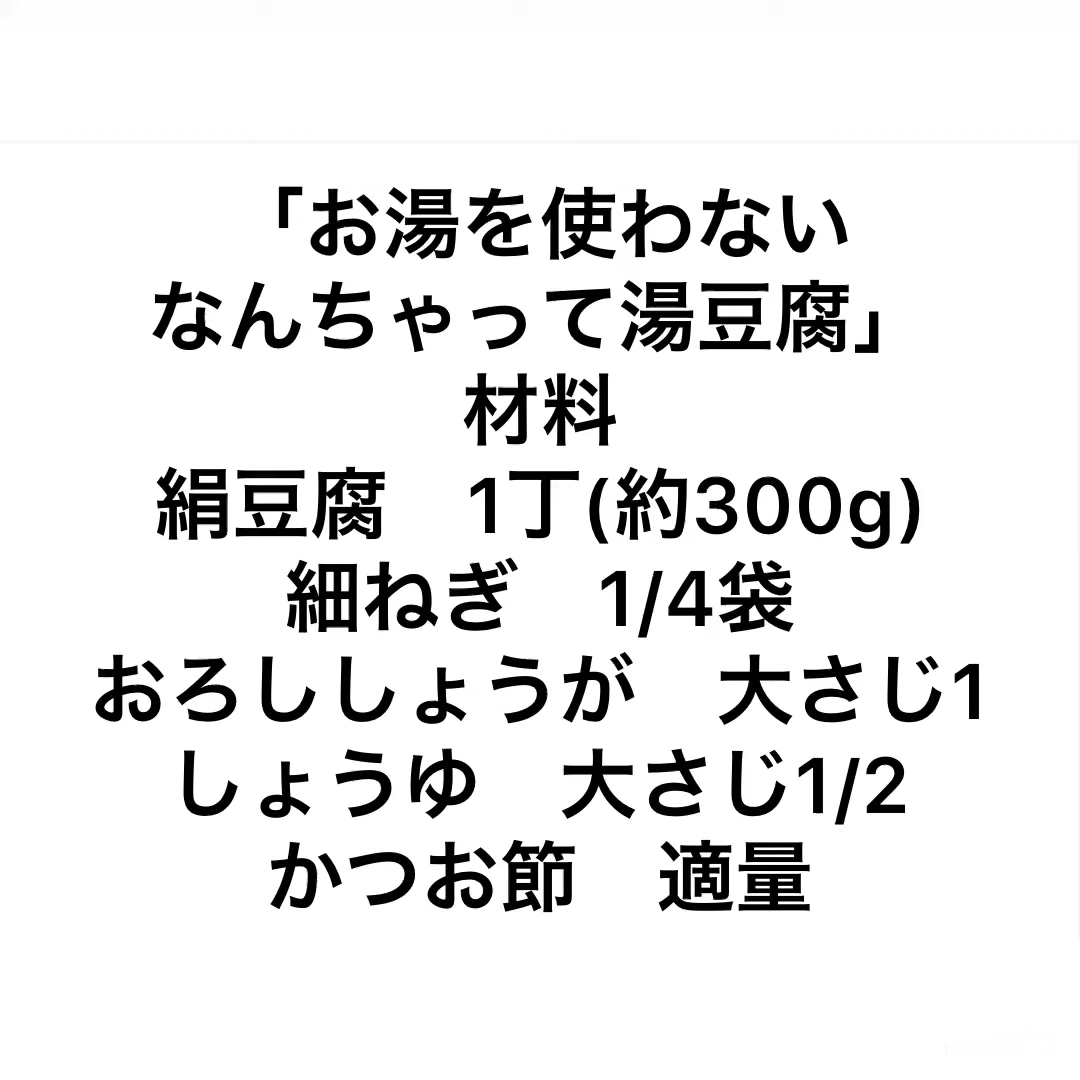 「お湯を使わない
なんちゃって湯豆腐」
材料
絹豆腐　1丁(約300g)
細ねぎ　1/4袋
おろししょうが　大さじ1
しょうゆ　大さじ1/2
かつお節　適量